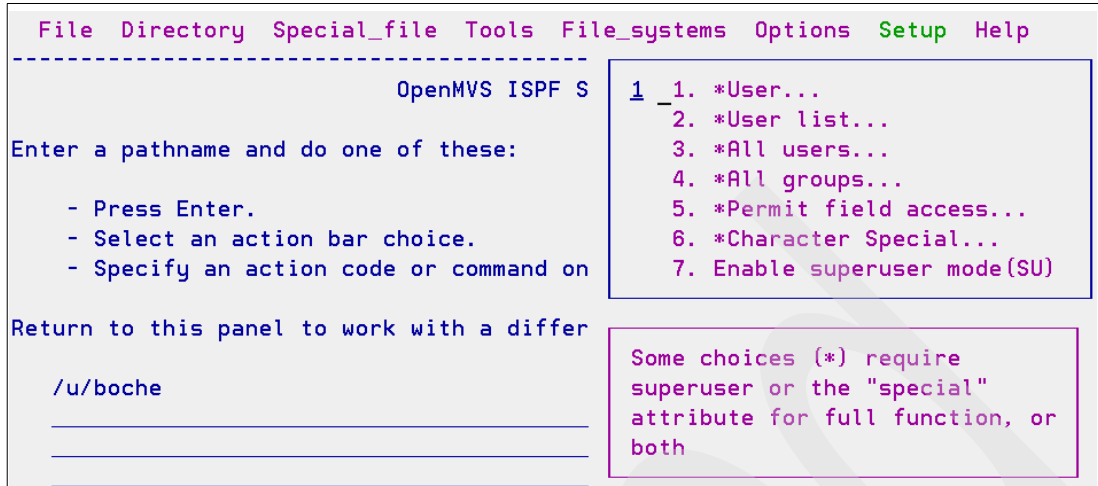 File Directory Special_file Tools File_systems Options Setup Help
-----------------------------------------
OpenMVS ISPF S
Enter a pathname and do one of these:
- Press Enter.
- Select an action bar choice.
- Specify an action code or command on
Return to this panel to work with a differ
/u/boche
1 _1. *User...
2. *User list...
3. *All users...
4. *All groups...
5. *Permit field access...
6. *Character Special...
7. Enable superuser mode(SU)
Some choices (*) require
superuser or the "special"
attribute for full function, or
both